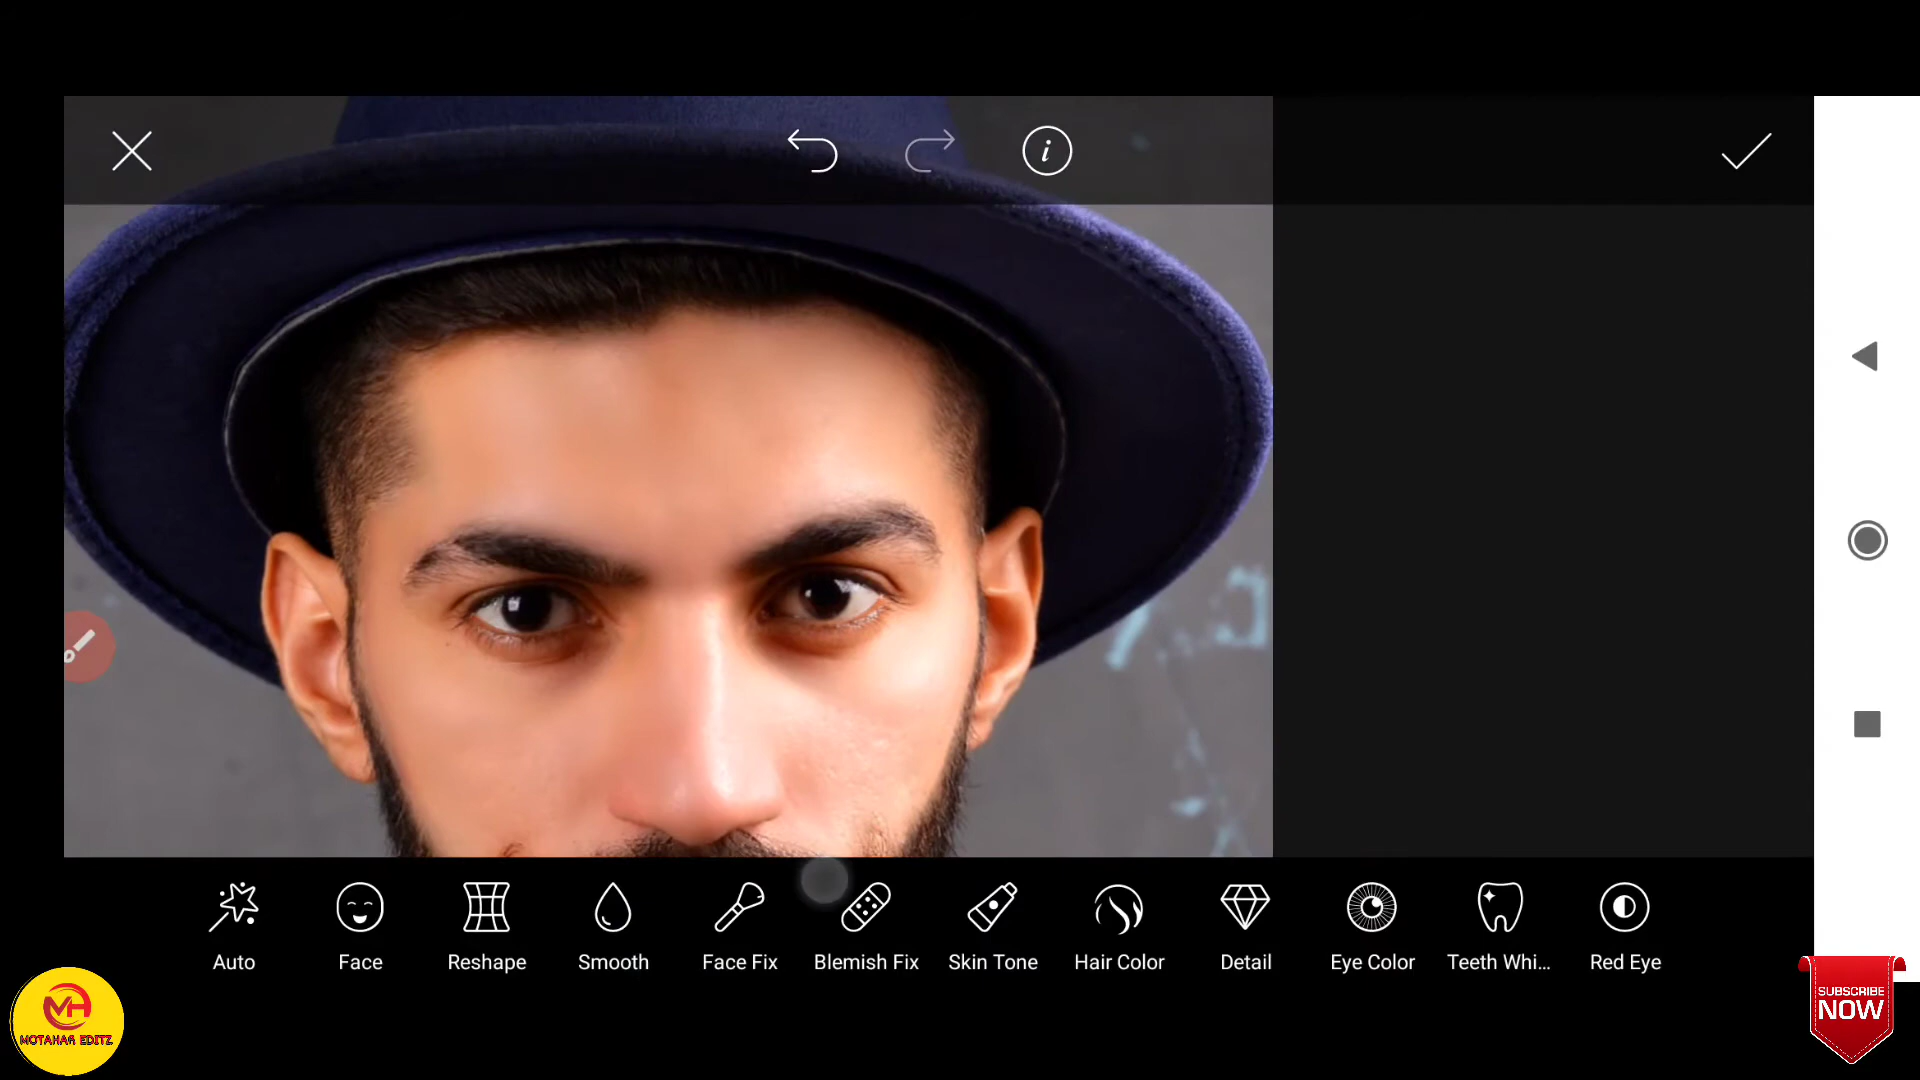 Auto
Face
Reshape
Smooth
Face Fix
Blemish Fix
Skin Tone
Hair Color
Detail
Eye Color
Teeth Whi...
Red Eye
MH
MOTAHAR EDITZ
SUBSCRIBE
NOW